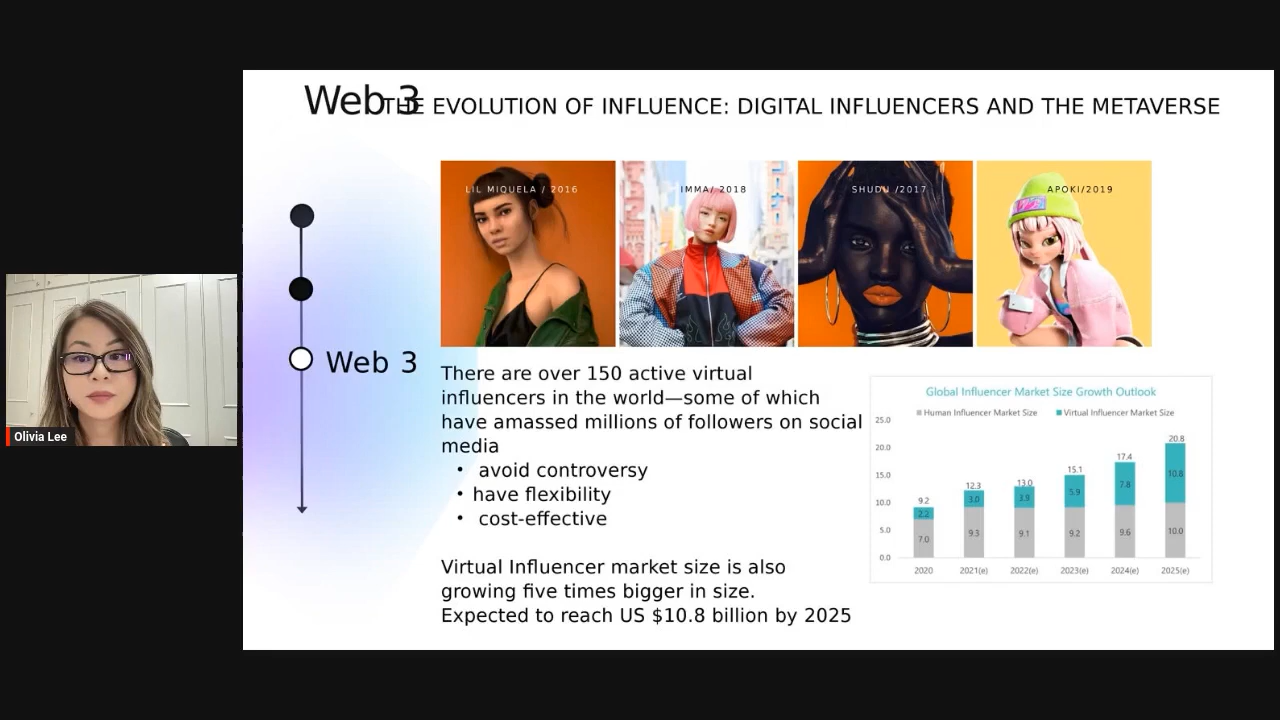 Web 3
THE EVOLUTION OF INFLUENCE: DIGITAL INFLUENCERS AND THE METAVERSE
LIL MIQUELA / 2016
IMMA/ 2018
SHUDU /2017
APOKI/2019
Web 3
There are over 150 active virtual
influencers in the world—some of which
have amassed millions of followers on social
media
• avoid controversy
• have flexibility
• cost-effective
Virtual Influencer market size is also
growing five times bigger in size.
Expected to reach US $10.8 billion by 2025
Global Influencer Market Size Growth Outlook
Human Influencer Market Size Virtual Influencer Market Size
25.0
20.0
15.0
10.0
5.0
0.0
9.2 12.3 13.0 15.1 17.4 20.8
2.2 3.0 3.9 5.9 7.8 10.8
7.0 9.3 9.1 9.2 9.6 10.0
2020 2021(e) 2022(e) 2023(e) 2024(e) 2025(e)
Olivia Lee